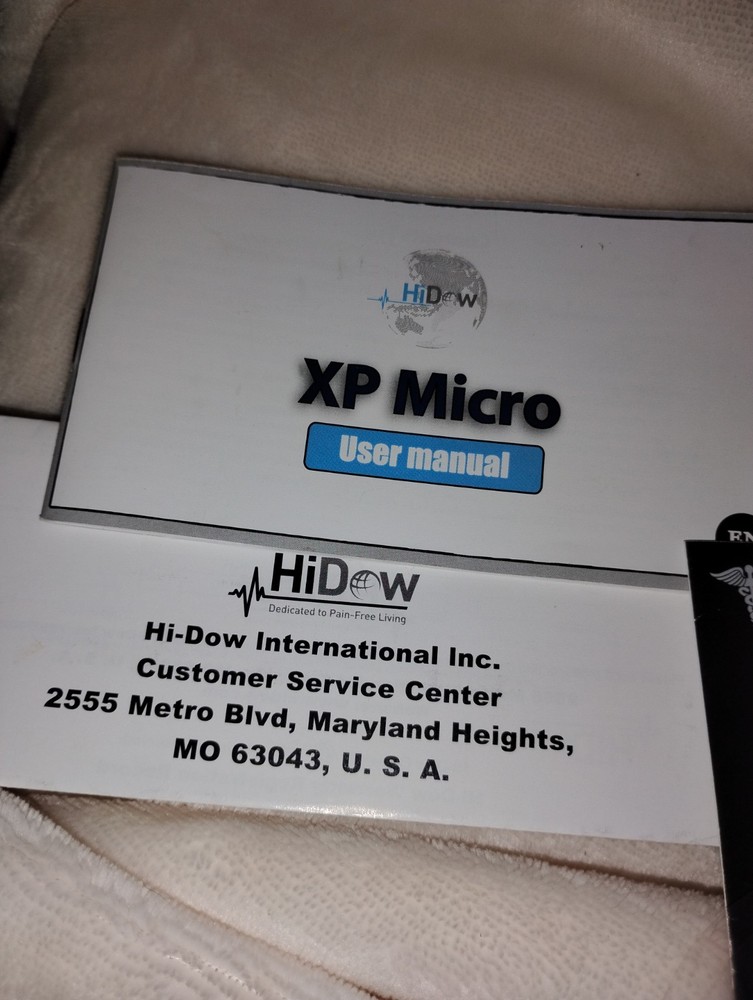 HiDow
XP Micro
User manual
HiDow
Dedicated to Pain-Free Living
Hi-Dow International Inc.
Customer Service Center
2555 Metro Blvd, Maryland Heights,
MO 63043, U. S. A.